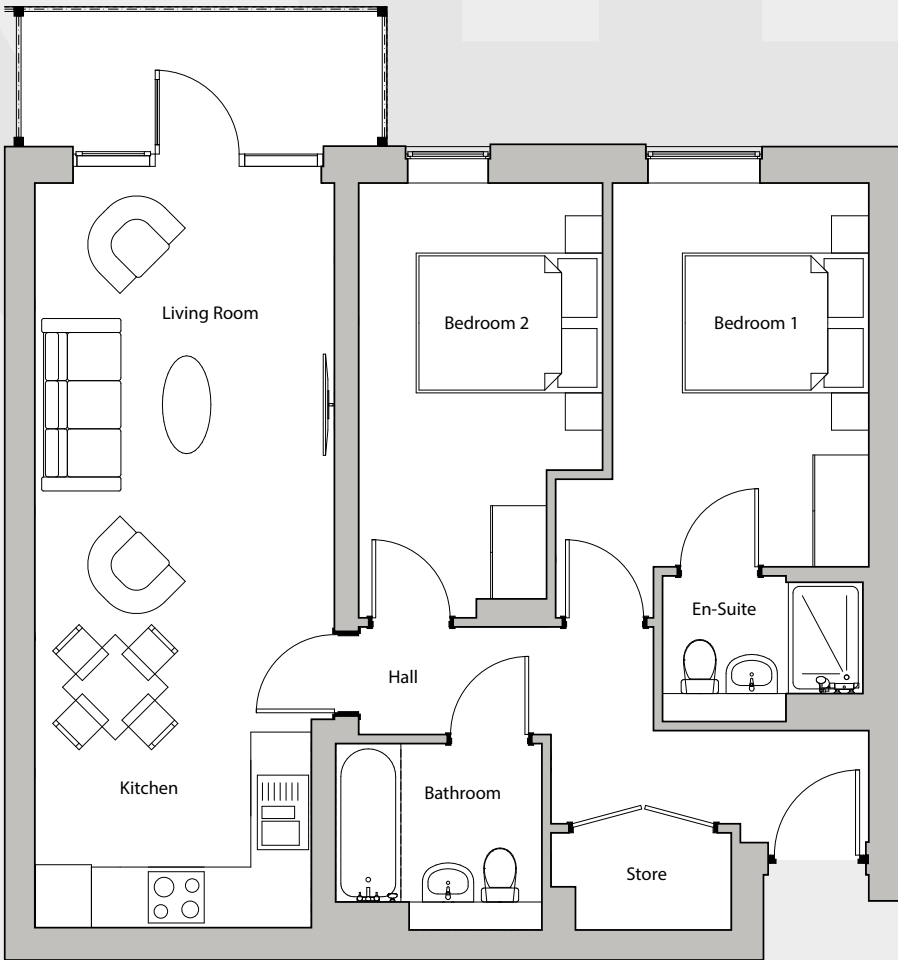 Living Room
Bedroom 2
Bedroom 1
En-Suite
Hall
Kitchen
Bathroom
Store